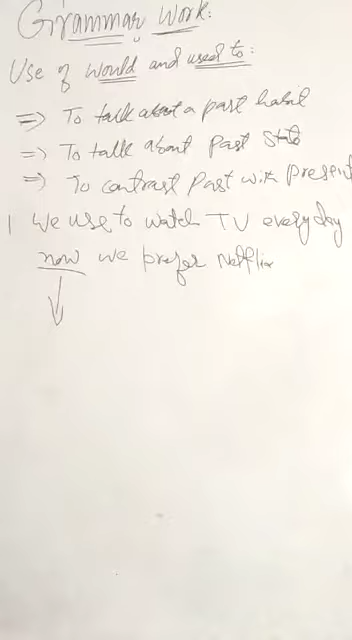 Grammar Work:
Use of would and used to:
=> To talk about a past habit
=> To talk about Past State
=> To contrast Past with Present
1 We use to watch TV everyday
now we prefer Netflix